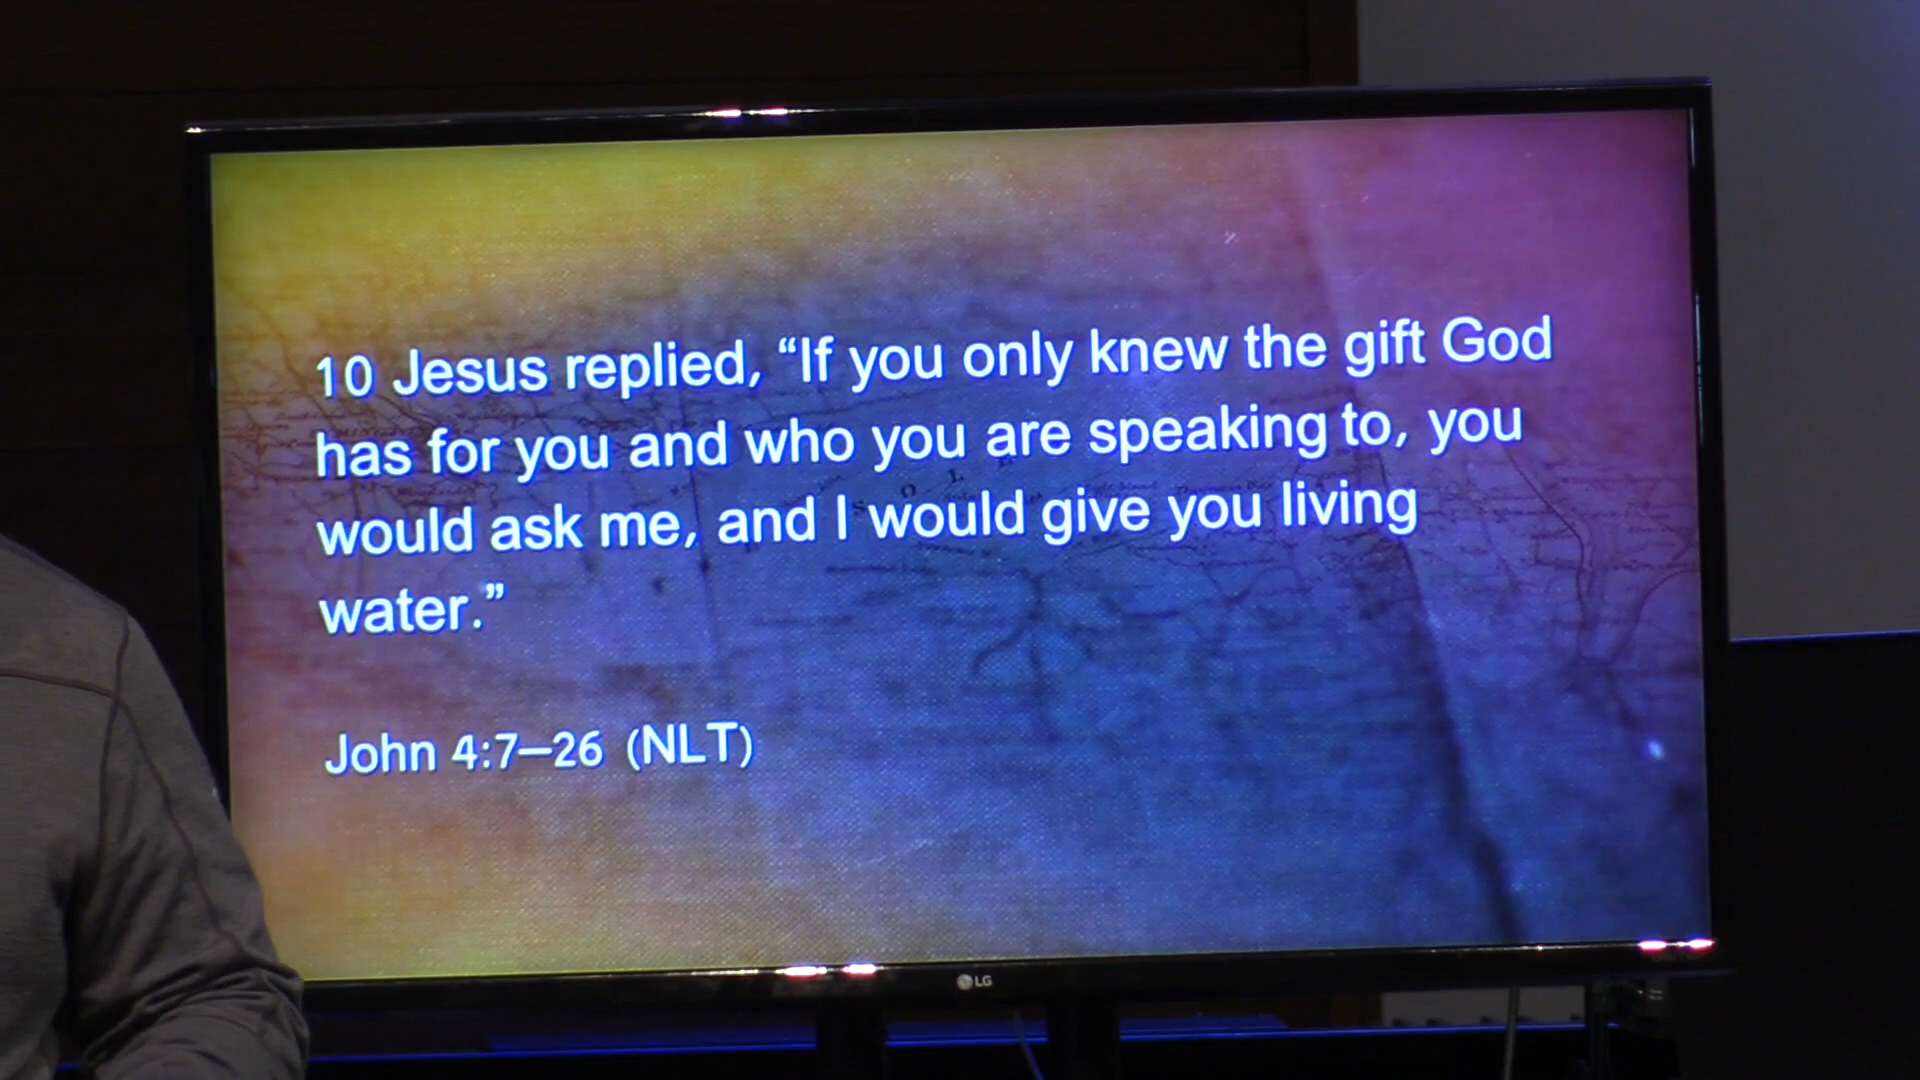 10 Jesus replied, “If you only knew the gift God
has for you and who you are speaking to, you
would ask me, and I would give you living
water.”
John 4:7–26 (NLT)
LG